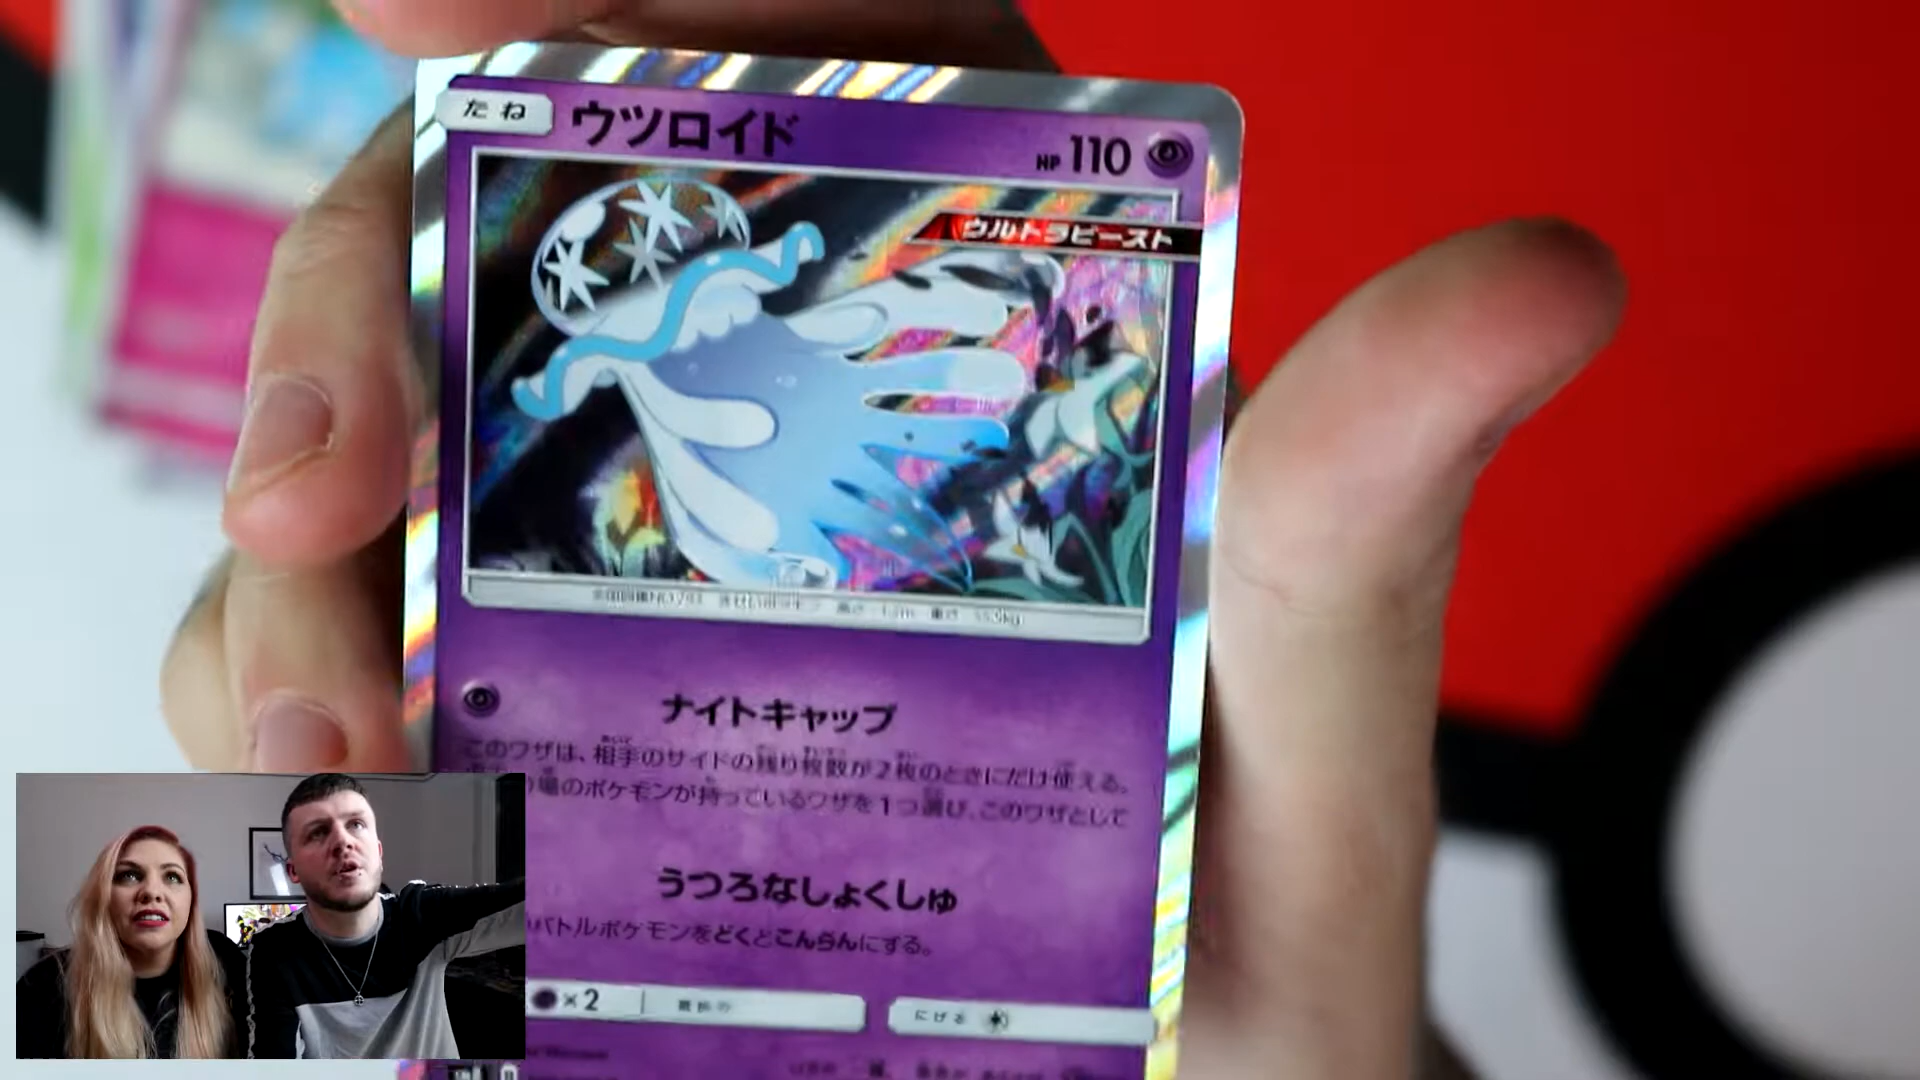 たね ウツロイド HP 110
ウルトラビースト
ナイトキャップ
このワザは、相手のサイドの残り枚数が2枚のときにだけ使える。
場のポケモンが持っているワザを1つ選び、このワザとして
うつろなしょくしゅ
バトルポケモンをどくとこんらんにする。
×2
にげる